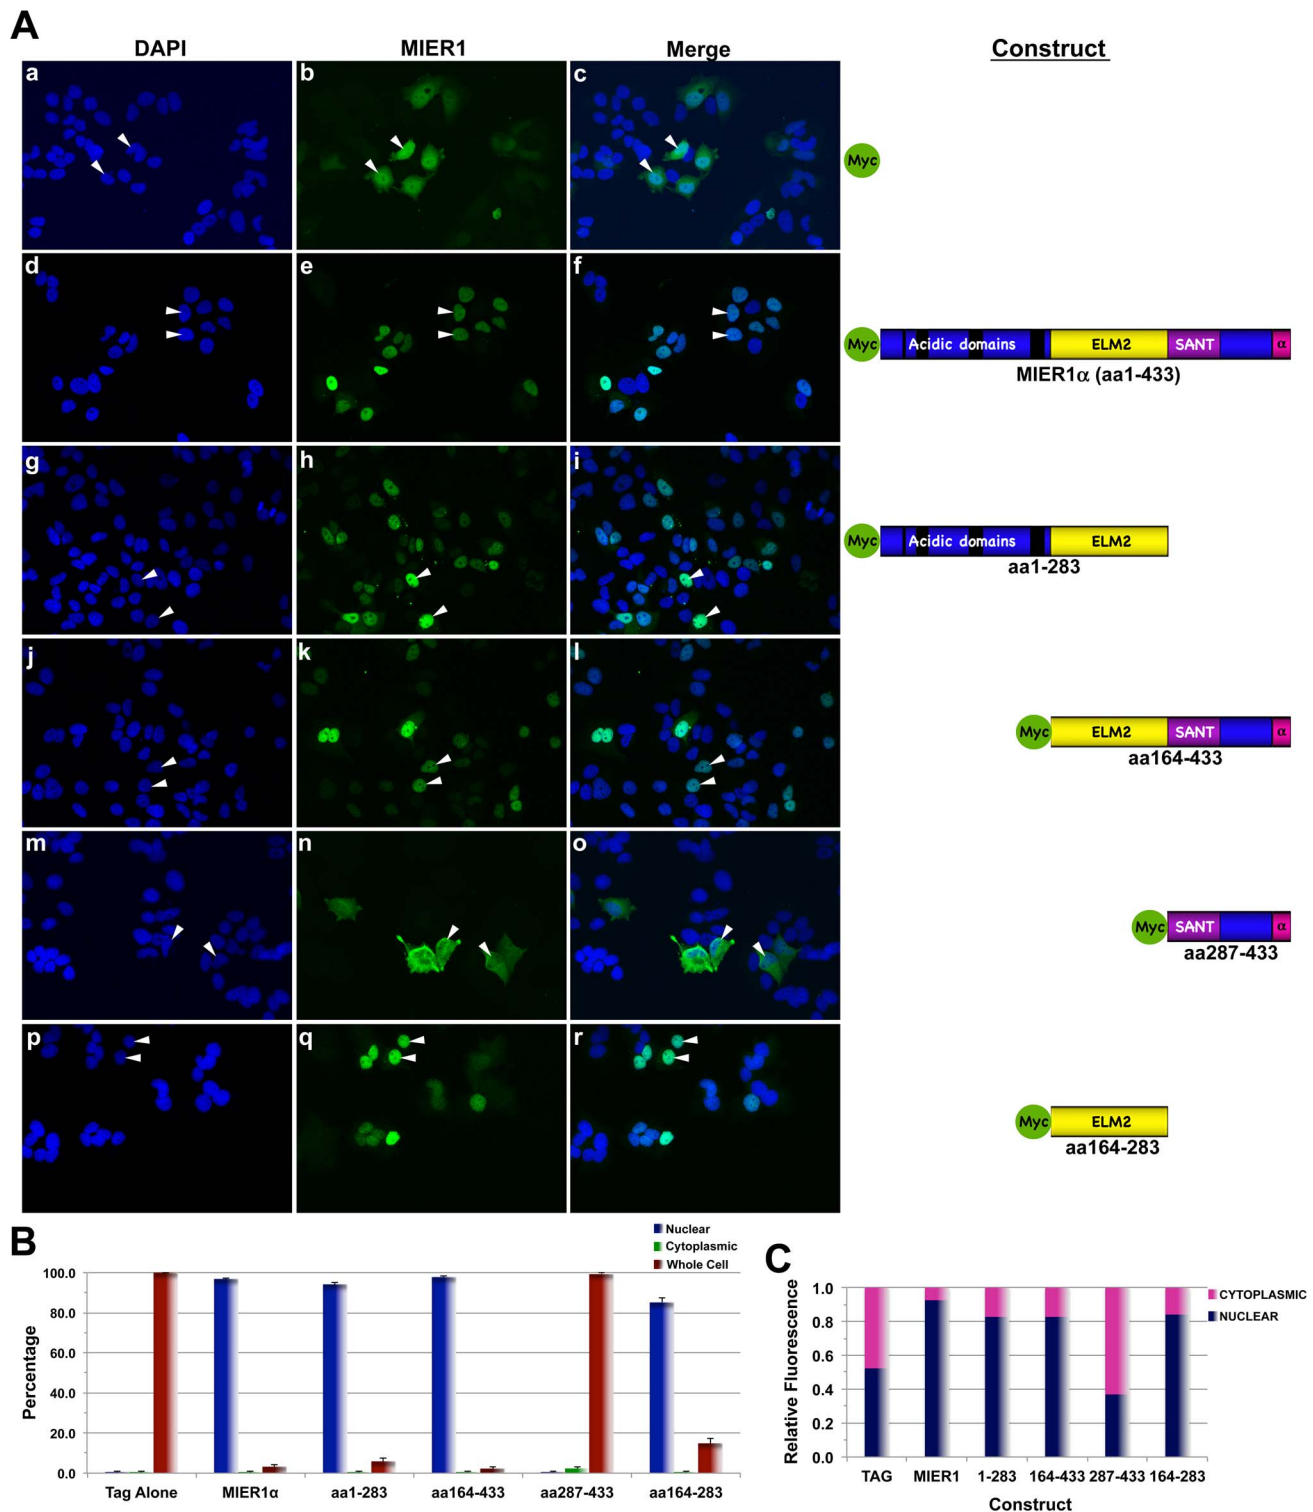 A
DAPI
MIER1
Merge
Construct
a
b
c
Myc
d
e
f
Myc
Acidic domains
ELM2
SANT
α
MIER1α (aa1-433)
g
h
i
Myc
Acidic domains
ELM2
aa1-283
j
k
l
Myc
ELM2
SANT
α
aa164-433
m
n
o
Myc
SANT
α
aa287-433
p
q
r
Myc
ELM2
aa164-283
B
Nuclear
Cytoplasmic
Whole Cell
Percentage
100.0
80.0
60.0
40.0
20.0
0.0
Tag Alone
MIER1α
aa1-283
aa164-433
aa287-433
aa164-283
C
CYTOPLASMIC
NUCLEAR
Relative Fluorescence
1.0
0.8
0.6
0.4
0.2
0.0
TAG
MIER1
1-283
164-433
287-433
164-283
Construct